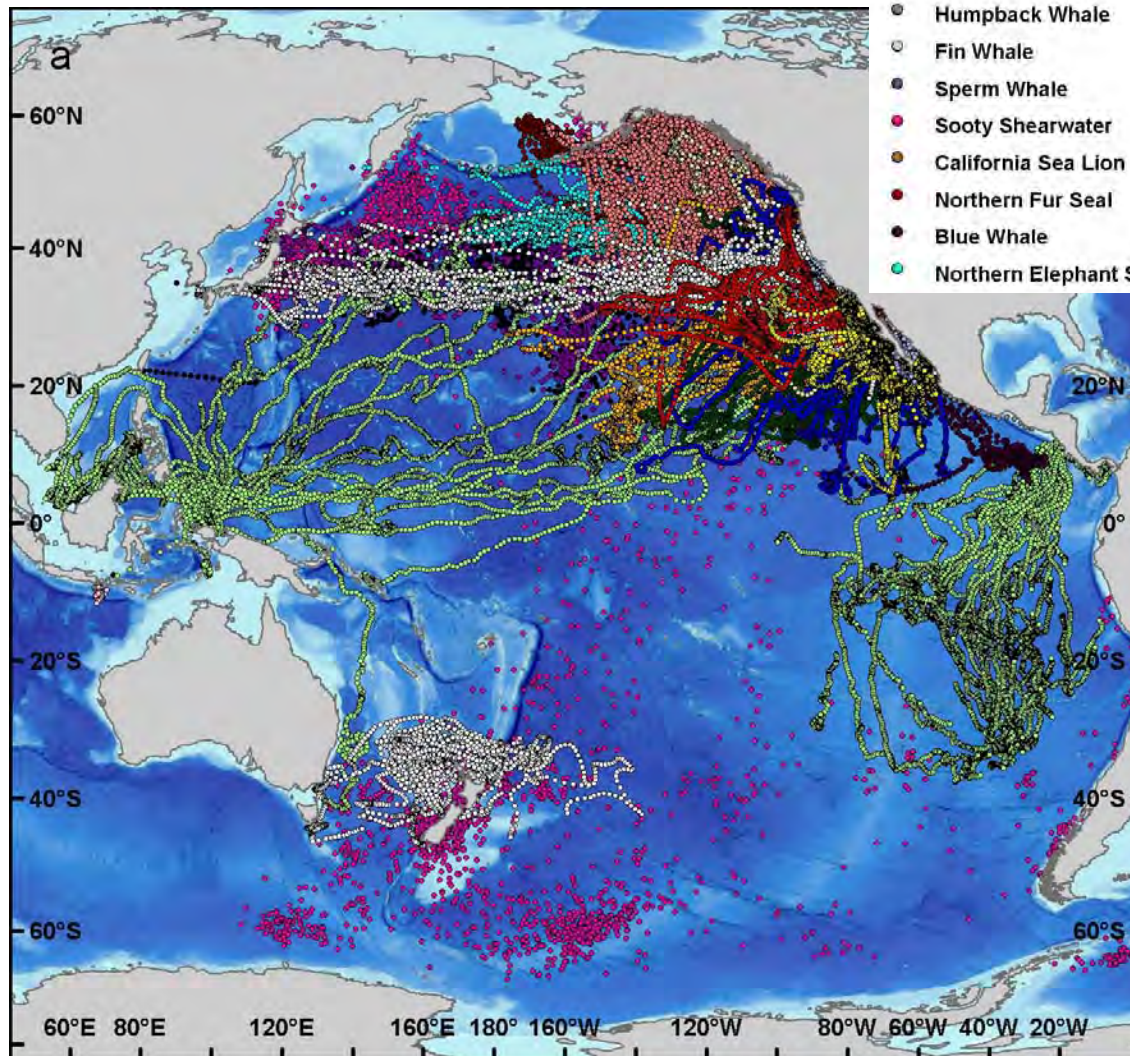 a
Humpback Whale
Fin Whale
Sperm Whale
Sooty Shearwater
California Sea Lion
Northern Fur Seal
Blue Whale
Northern Elephant S
60°N
40°N
20°N
20°N
0°
0°
20°S
20°S
40°S
40°S
60°S
60°S
60°E 80°E 120°E 160°E 180° 160°W 120°W 80°W 60°W 40°W 20°W